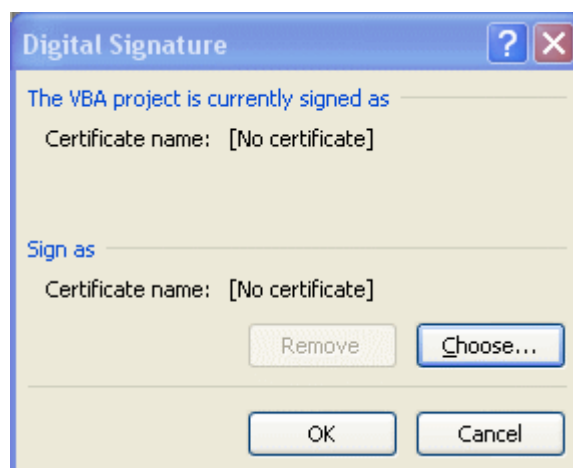 Digital Signature
The VBA project is currently signed as
Certificate name: [No certificate]
Sign as
Certificate name: [No certificate]
Remove Choose...
OK Cancel